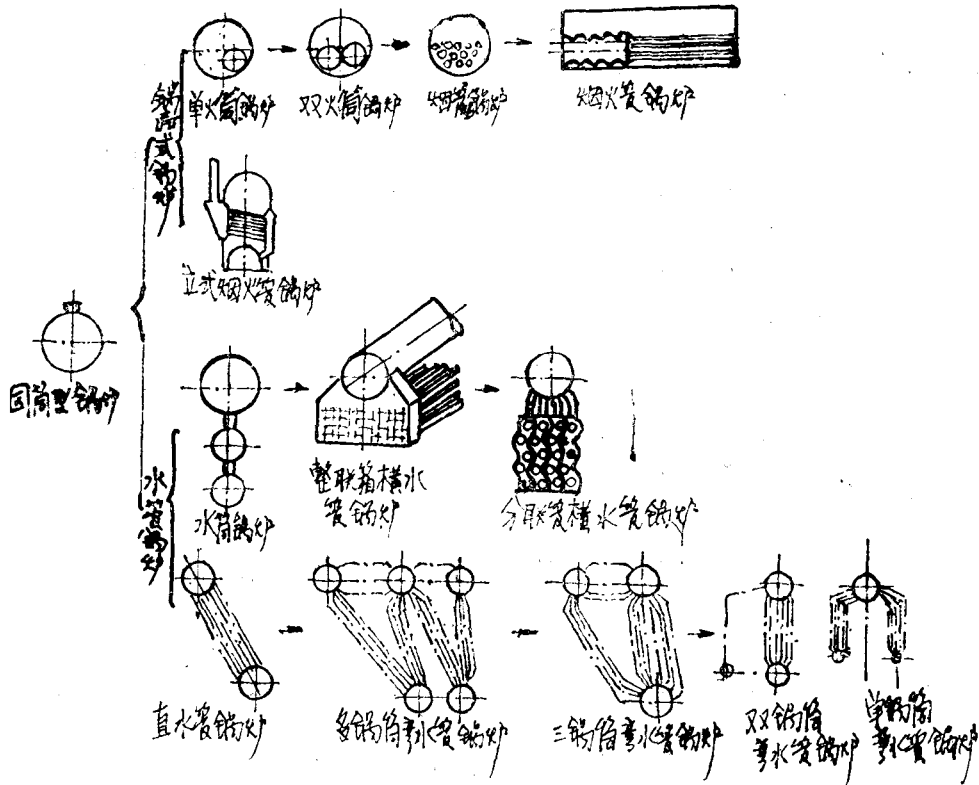 单火筒锅炉
双火筒锅炉
烟管锅炉
烟火管锅炉
锅壳式锅炉
立式烟火管锅炉
园筒型锅炉
水管锅炉
水筒锅炉
整联箱横水
管锅炉
分联管横水管锅炉
直水管锅炉
多锅筒弯水管锅炉
三锅筒弯水管锅炉
双锅筒
弯水管锅炉
单锅筒
弯水管锅炉